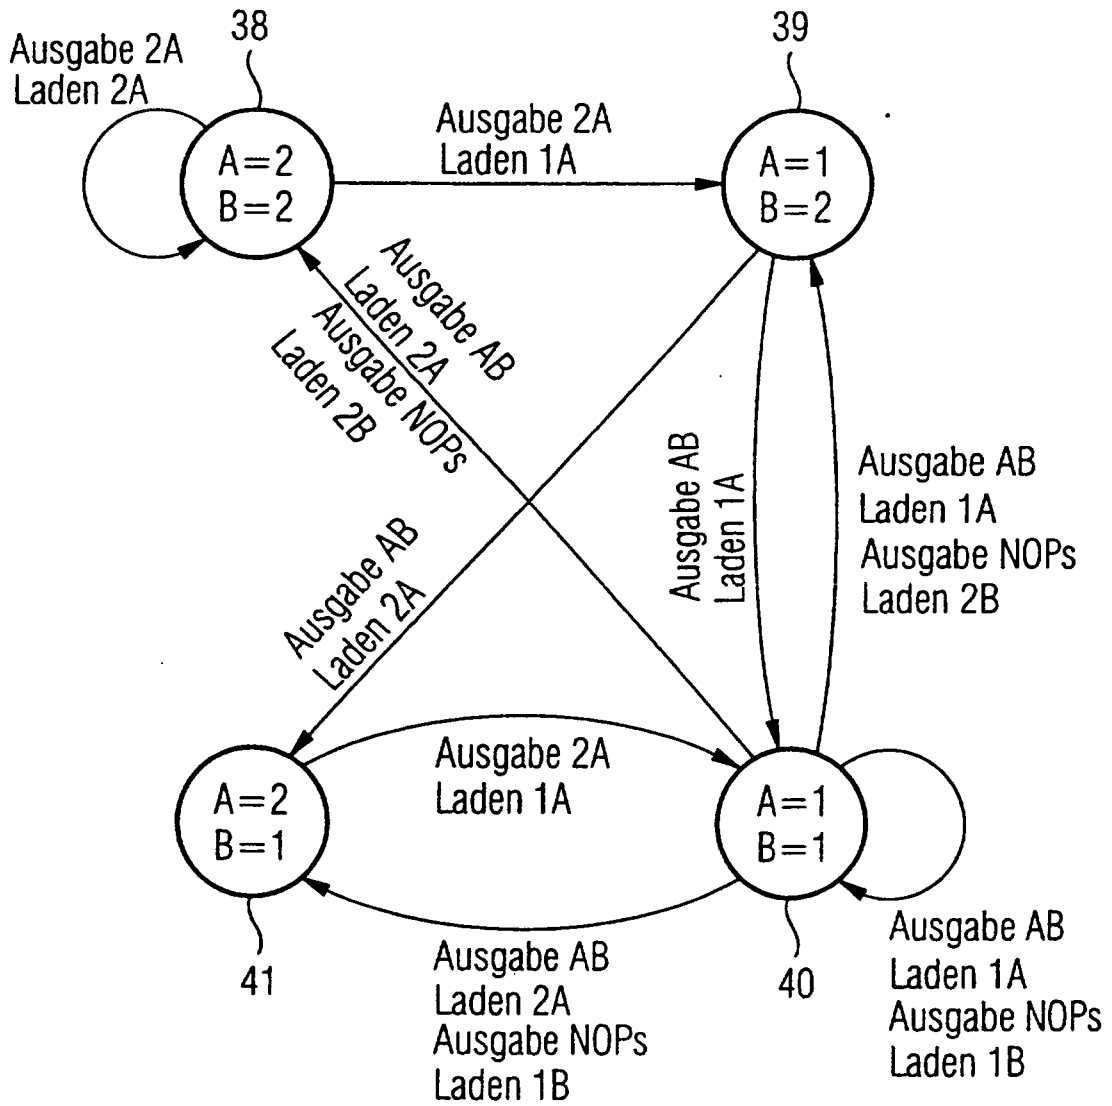 38
39
Ausgabe 2A
Laden 2A
Ausgabe 2A
Laden 1A
A=2
B=2
A=1
B=2
Ausgabe AB
Laden 2A
Ausgabe NOPs
Laden 2B
Ausgabe AB
Laden 1A
Ausgabe AB
Laden 1A
Ausgabe NOPs
Laden 2B
Ausgabe AB
Laden 2A
Ausgabe 2A
Laden 1A
A=2
B=1
A=1
B=1
41
40
Ausgabe AB
Laden 2A
Ausgabe NOPs
Laden 1B
Ausgabe AB
Laden 1A
Ausgabe NOPs
Laden 1B